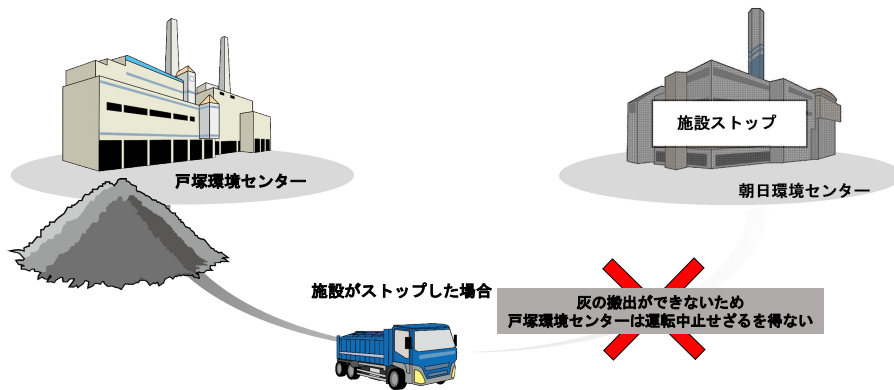 施設ストップ
戸塚環境センター
朝日環境センター
施設がストップした場合
灰の搬出ができないため
戸塚環境センターは運転中止せざるを得ない